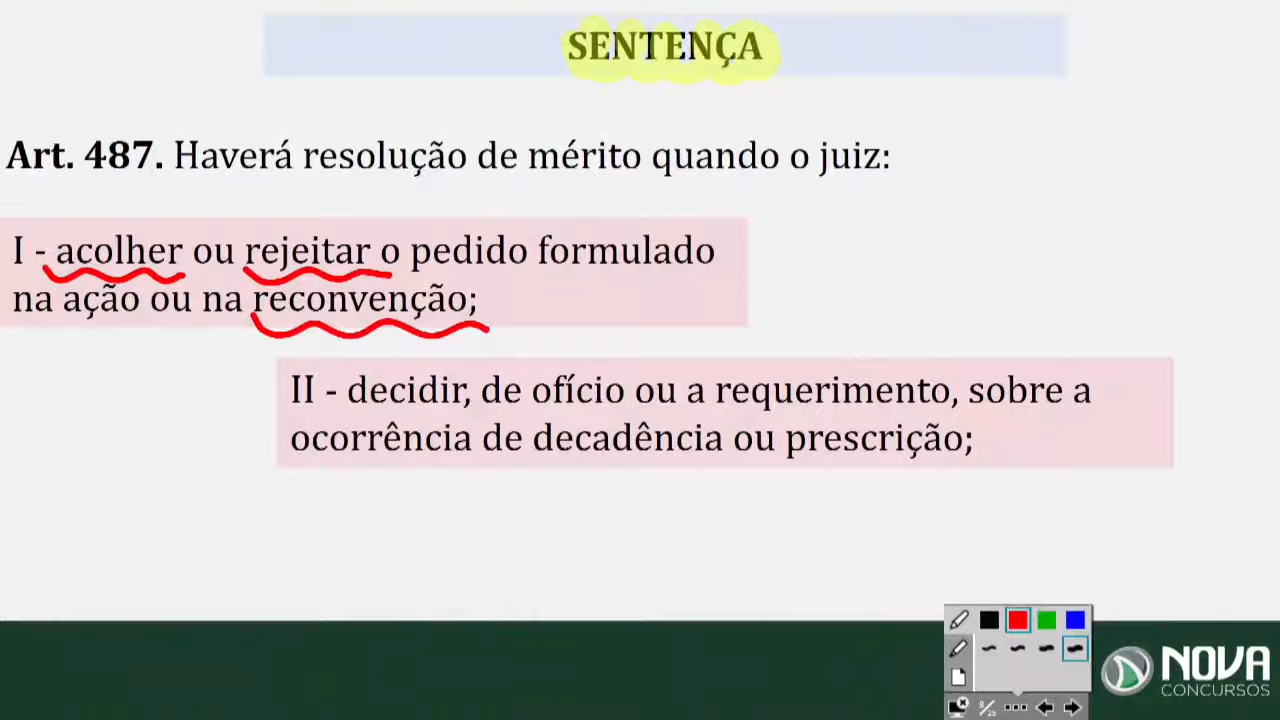 SENTENÇA
Art. 487. Haverá resolução de mérito quando o juiz:
I - acolher ou rejeitar o pedido formulado
na ação ou na reconvenção;
II - decidir, de ofício ou a requerimento, sobre a
ocorrência de decadência ou prescrição;
NOVA
CONCURSOS